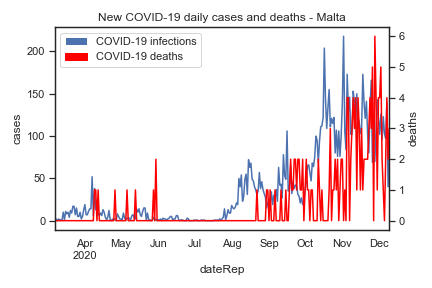 New COVID-19 daily cases and deaths - Malta
COVID-19 infections
COVID-19 deaths
200
150
100
50
0
cases
6
5
4
3
2
1
0
deaths
Apr May Jun Jul Aug Sep Oct Nov Dec
2020
dateRep